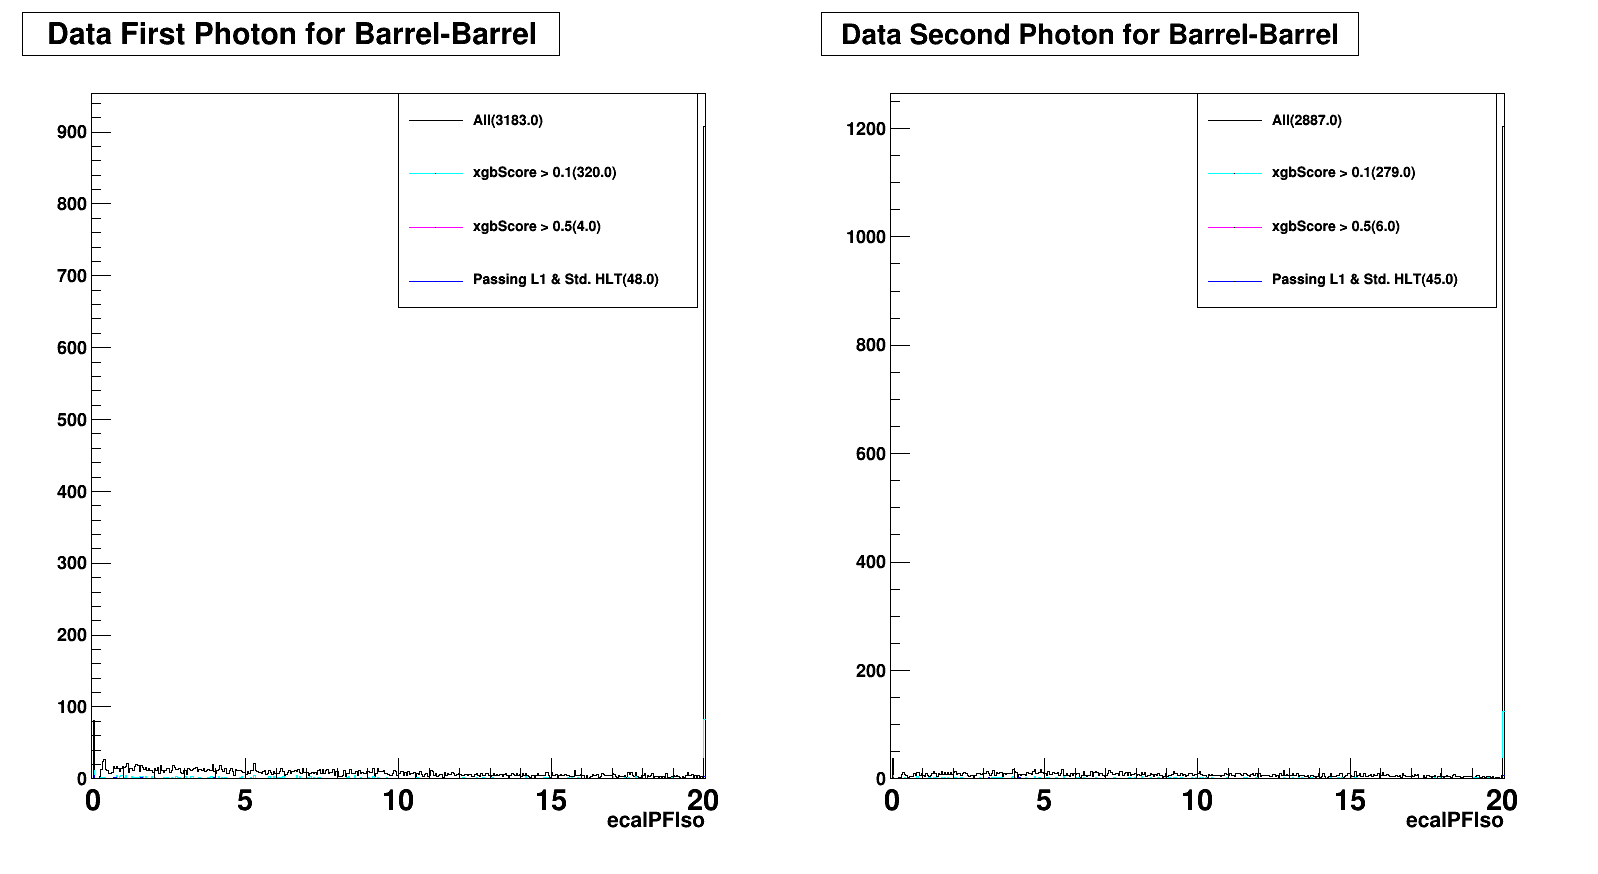 Data First Photon for Barrel-Barrel
All(3183.0)
xgbScore > 0.1(320.0)
xgbScore > 0.5(4.0)
Passing L1 & Std. HLT(48.0)
900
800
700
600
500
400
300
200
100
0
0 5 10 15 20
ecalPFIso
Data Second Photon for Barrel-Barrel
All(2887.0)
xgbScore > 0.1(279.0)
xgbScore > 0.5(6.0)
Passing L1 & Std. HLT(45.0)
1200
1000
800
600
400
200
0
0 5 10 15 20
ecalPFIso